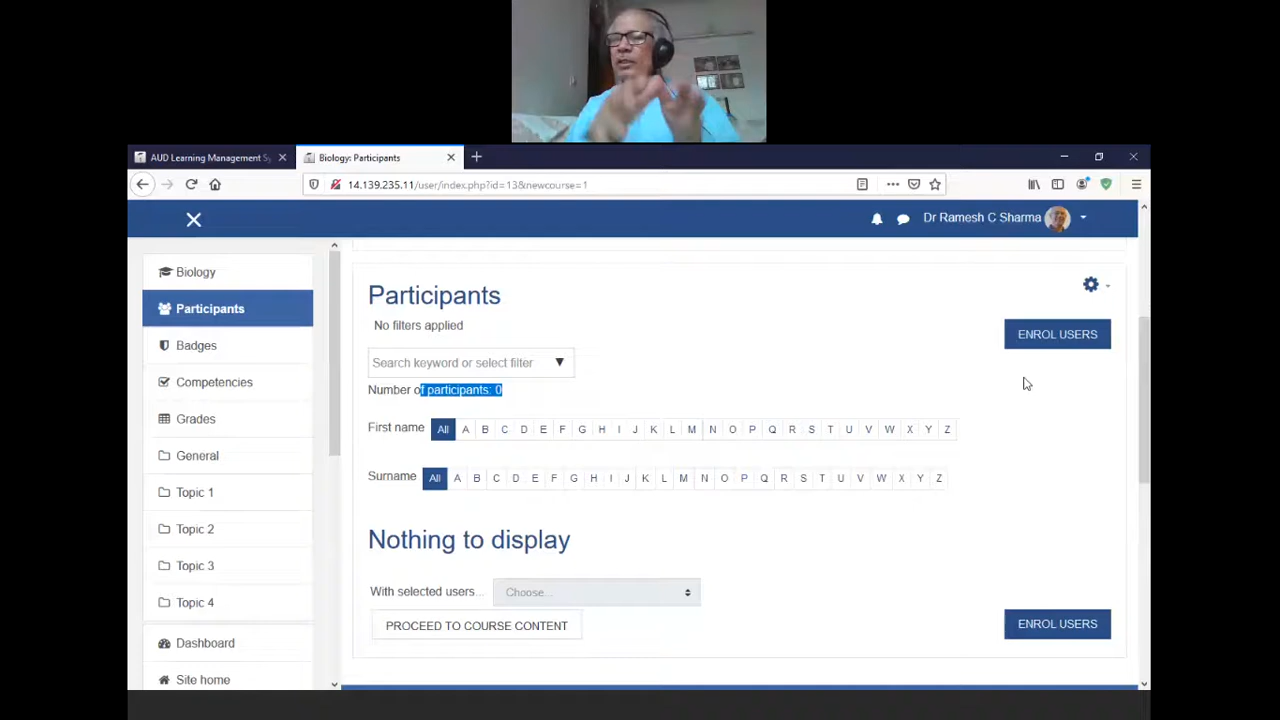 AUD Learning Management Sy
Biology: Participants
14.139.235.11/user/index.php?id=13&newcourse=1
Dr Ramesh C Sharma
Biology
Participants
Badges
Competencies
Grades
General
Topic 1
Topic 2
Topic 3
Topic 4
Dashboard
Site home
Participants
No filters applied
ENROL USERS
Search keyword or select filter
Number of participants: 0
First name All A B C D E F G H I J K L M N O P Q R S T U V W X Y Z
Surname All A B C D E F G H I J K L M N O P Q R S T U V W X Y Z
Nothing to display
With selected users... Choose...
PROCEED TO COURSE CONTENT
ENROL USERS